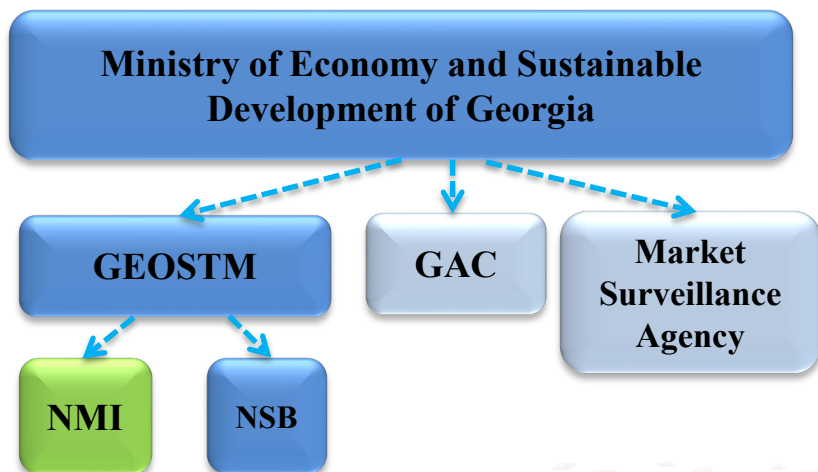 Ministry of Economy and Sustainable
Development of Georgia
GEOSTM
GAC
Market
Surveillance
Agency
NMI
NSB